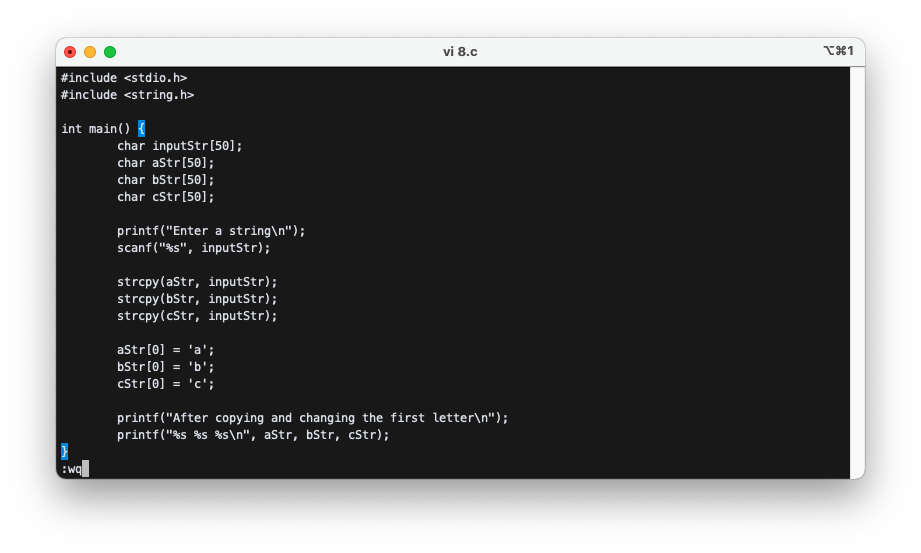 vi 8.c
⌥⌘1
#include <stdio.h>
#include <string.h>
int main() {
char inputStr[50];
char aStr[50];
char bStr[50];
char cStr[50];
printf("Enter a string\n");
scanf("%s", inputStr);
strcpy(aStr, inputStr);
strcpy(bStr, inputStr);
strcpy(cStr, inputStr);
aStr[0] = 'a';
bStr[0] = 'b';
cStr[0] = 'c';
printf("After copying and changing the first letter\n");
printf("%s %s %s\n", aStr, bStr, cStr);
}
:wq